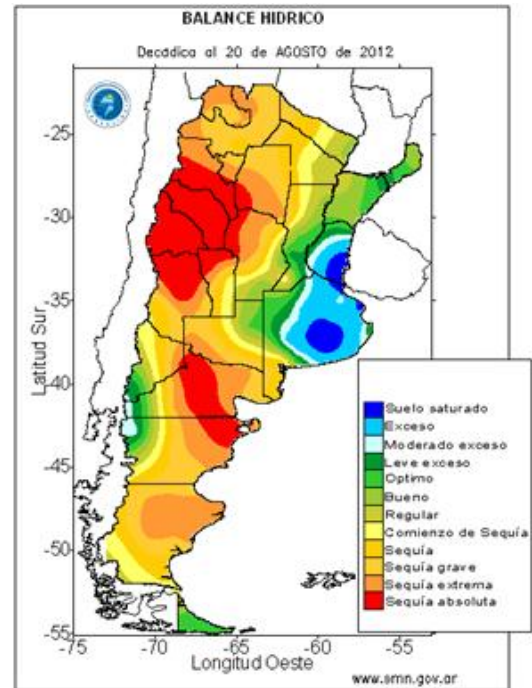 BALANCE HIDRICO
Decádica al 20 de AGOSTO de 2012
-25
-30
-35
-40
-45
-50
-55
Latitud Sur
-75
-70
-65
-60
-55
Longitud Oeste
Suelo saturado
Exceso
Moderado exceso
Leve exceso
Optimo
Bueno
Regular
Comienzo de Sequía
Sequía
Sequía grave
Sequía extrema
Sequía absoluta
www.smn.gov.ar